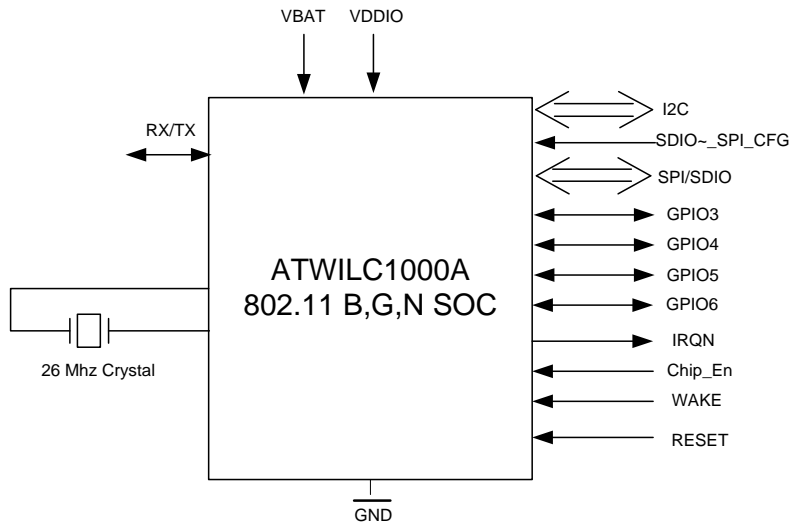 VBAT VDDIO
RX/TX
I2C
SDIO~_SPI_CFG
SPI/SDIO
GPIO3
GPIO4
GPIO5
GPIO6
IRQN
Chip_En
WAKE
RESET
ATWILC1000A
802.11 B,G,N SOC
26 Mhz Crystal
GND